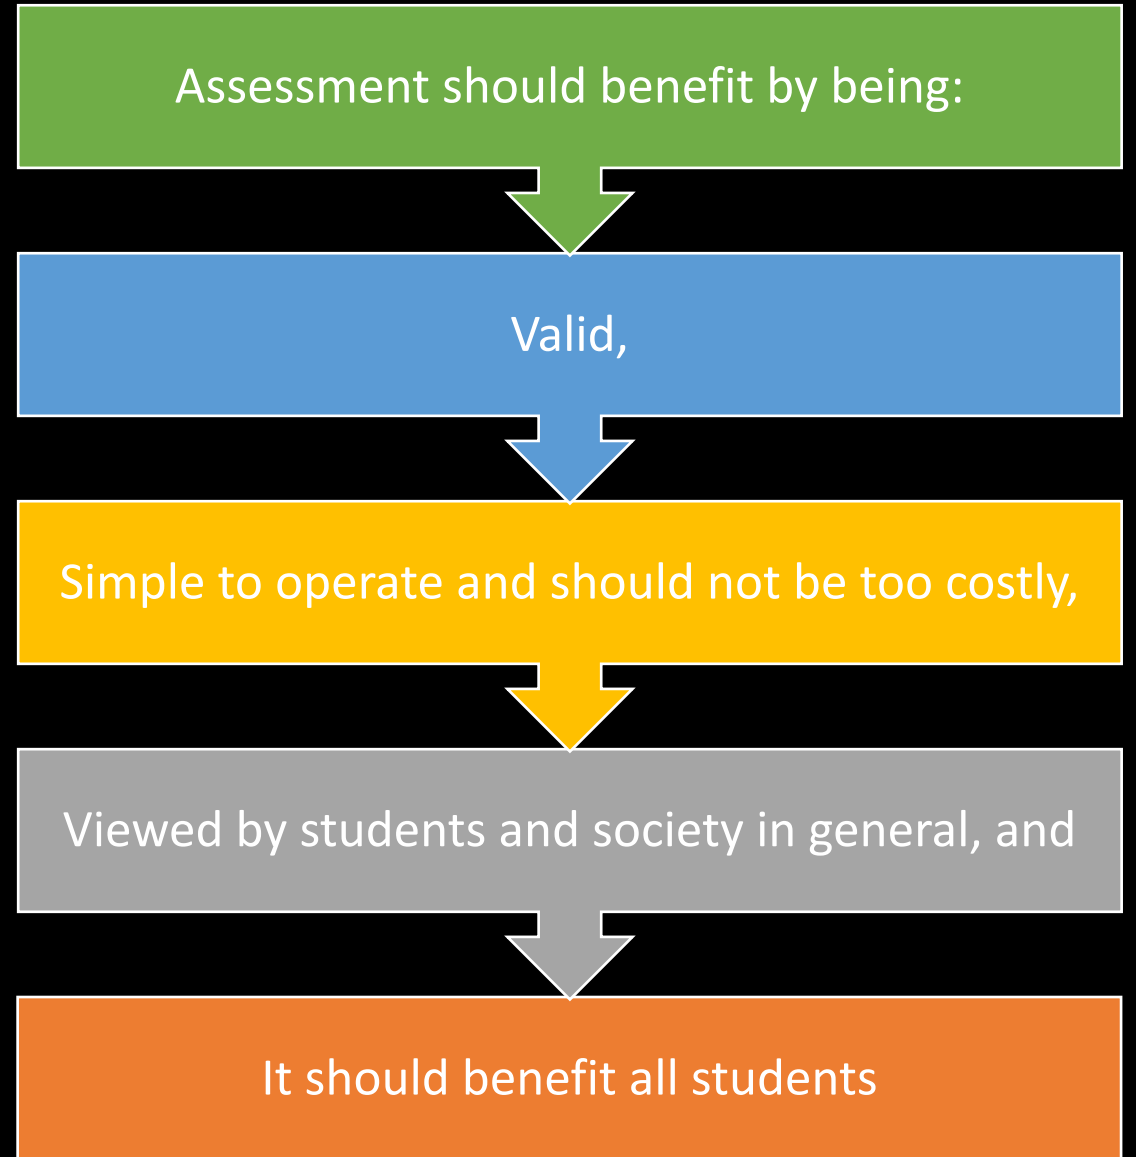 Assessment should benefit by being:
Valid,
Simple to operate and should not be too costly,
Viewed by students and society in general, and
It should benefit all students